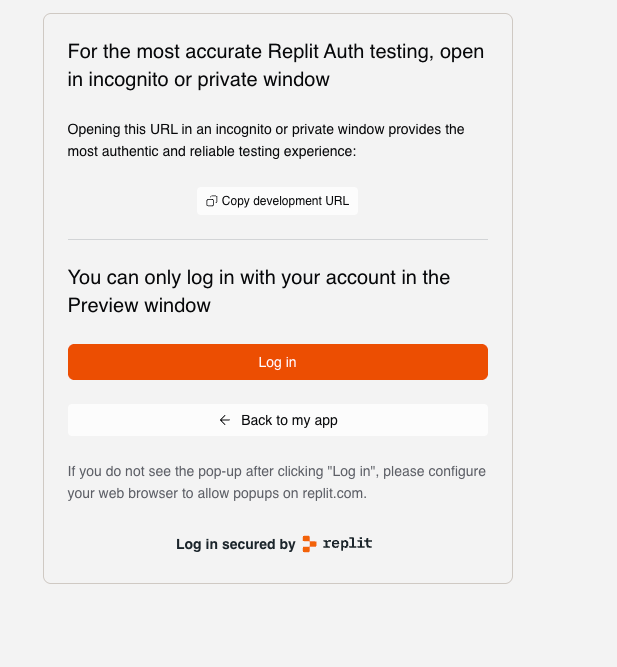 For the most accurate Replit Auth testing, open
in incognito or private window
Opening this URL in an incognito or private window provides the
most authentic and reliable testing experience:
Copy development URL
You can only log in with your account in the
Preview window
Log in
Back to my app
If you do not see the pop-up after clicking "Log in", please configure
your web browser to allow popups on replit.com.
Log in secured by replit